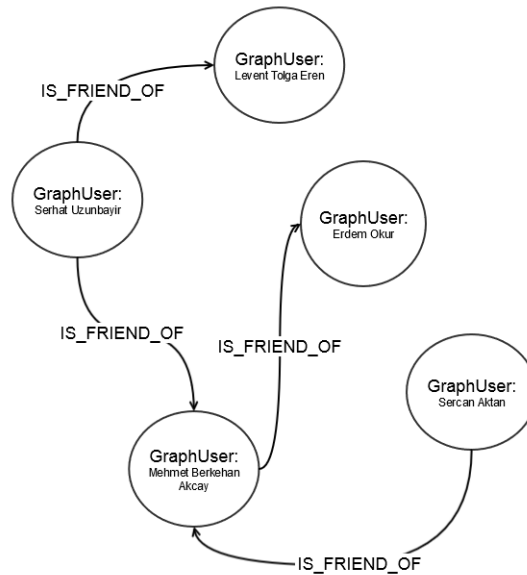 GraphUser:
Levent Tolga Eren
IS_FRIEND_OF
GraphUser:
Serhat Uzunbayir
GraphUser:
Erdem Okur
IS_FRIEND_OF
IS_FRIEND_OF
GraphUser:
Sercan Aktan
GraphUser:
Mehmet Berkehan
Akcay
IS_FRIEND_OF